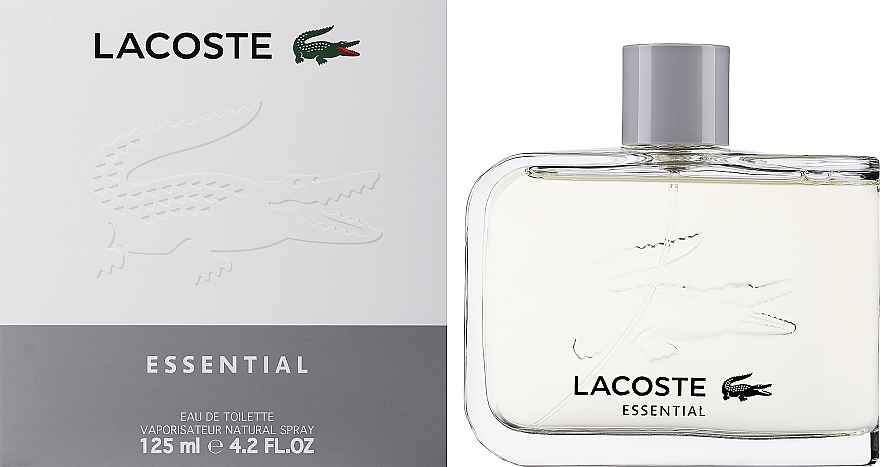 LACOSTE
ESSENTIAL
EAU DE TOILETTE
VAPORISATEUR NATURAL SPRAY
125 ml ℮ 4.2 FL.OZ
LACOSTE
ESSENTIAL